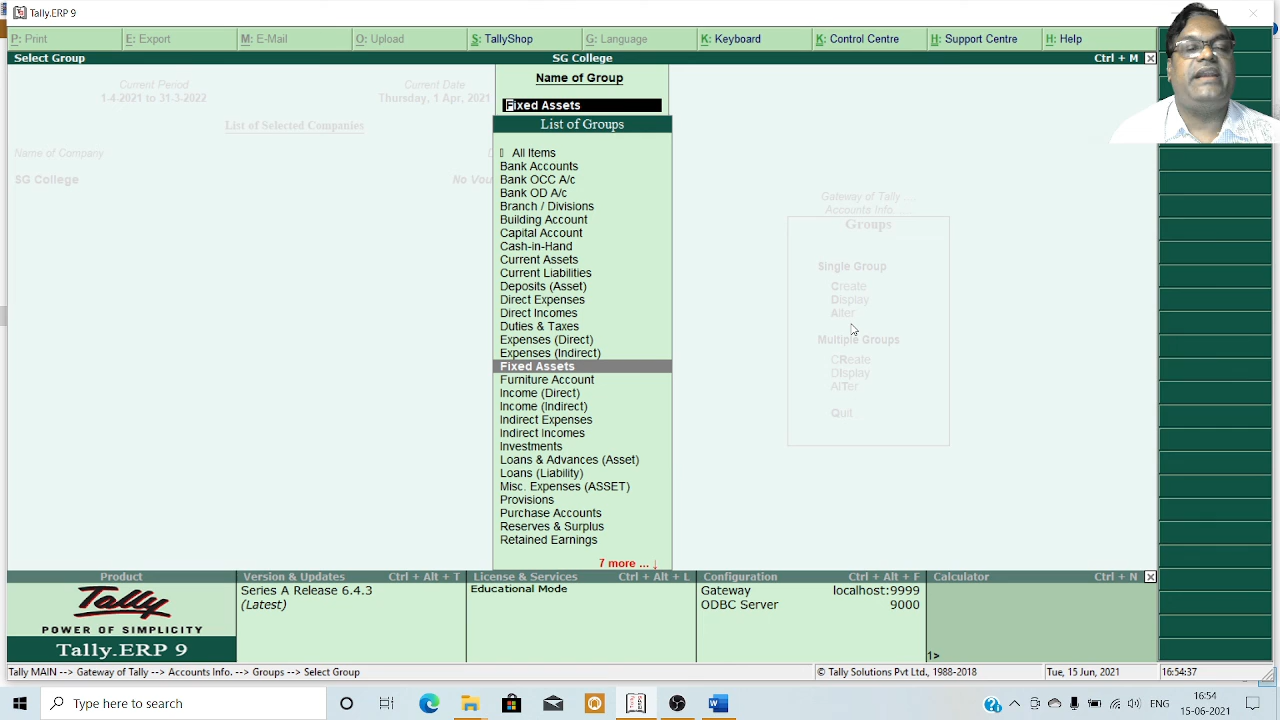 Tally.ERP 9
P: Print
E: Export
M: E-Mail
O: Upload
S: TallyShop
G: Language
K: Keyboard
K: Control Centre
H: Support Centre
H: Help
Select Group
SG College
Ctrl + M
Current Period
1-4-2021 to 31-3-2022
Current Date
Thursday, 1 Apr, 2021
List of Selected Companies
Name of Company
SG College
No Vou
Name of Group
Fixed Assets
List of Groups
All Items
Bank Accounts
Bank OCC A/c
Bank OD A/c
Branch / Divisions
Building Account
Capital Account
Cash-in-Hand
Current Assets
Current Liabilities
Deposits (Asset)
Direct Expenses
Direct Incomes
Duties & Taxes
Expenses (Direct)
Expenses (Indirect)
Fixed Assets
Furniture Account
Income (Direct)
Income (Indirect)
Indirect Expenses
Indirect Incomes
Investments
Loans & Advances (Asset)
Loans (Liability)
Misc. Expenses (ASSET)
Provisions
Purchase Accounts
Reserves & Surplus
Retained Earnings
7 more ... ↓
Gateway of Tally ...
Accounts Info. ...
Groups
Single Group
Create
Display
Alter
Multiple Groups
CReate
DIsplay
AlTer
Quit
Product
Tally
POWER OF SIMPLICITY
Tally.ERP 9
Version & Updates Ctrl + Alt + T
Series A Release 6.4.3
(Latest)
License & Services Ctrl + Alt + L
Educational Mode
Configuration Ctrl + Alt + F
Gateway localhost:9999
ODBC Server 9000
Calculator Ctrl + N
1>
Tally MAIN --> Gateway of Tally --> Accounts Info. --> Groups --> Select Group
© Tally Solutions Pvt Ltd., 1988-2018
Tue, 15 Jun, 2021
16:54:37
Type here to search
16:54
15-06-2021